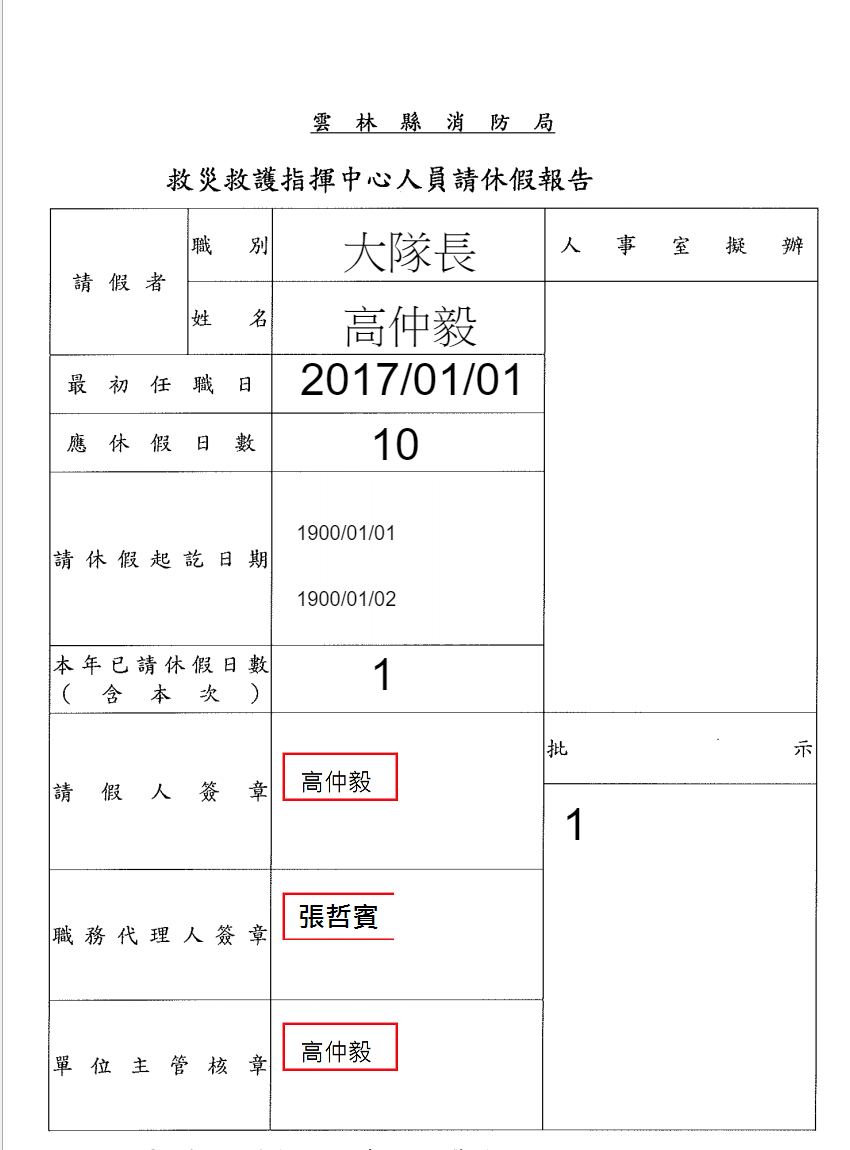 雲林縣消防局
救災救護指揮中心人員請休假報告
請假者
職別
大隊長
人事室擬辦
姓名
高仲毅
最初任職日
2017/01/01
應休假日數
10
請休假起訖日期
1900/01/01
1900/01/02
本年已請休假日數
(含本次)
1
請假人簽章
高仲毅
批示
1
職務代理人簽章
張哲賓
單位主管核章
高仲毅